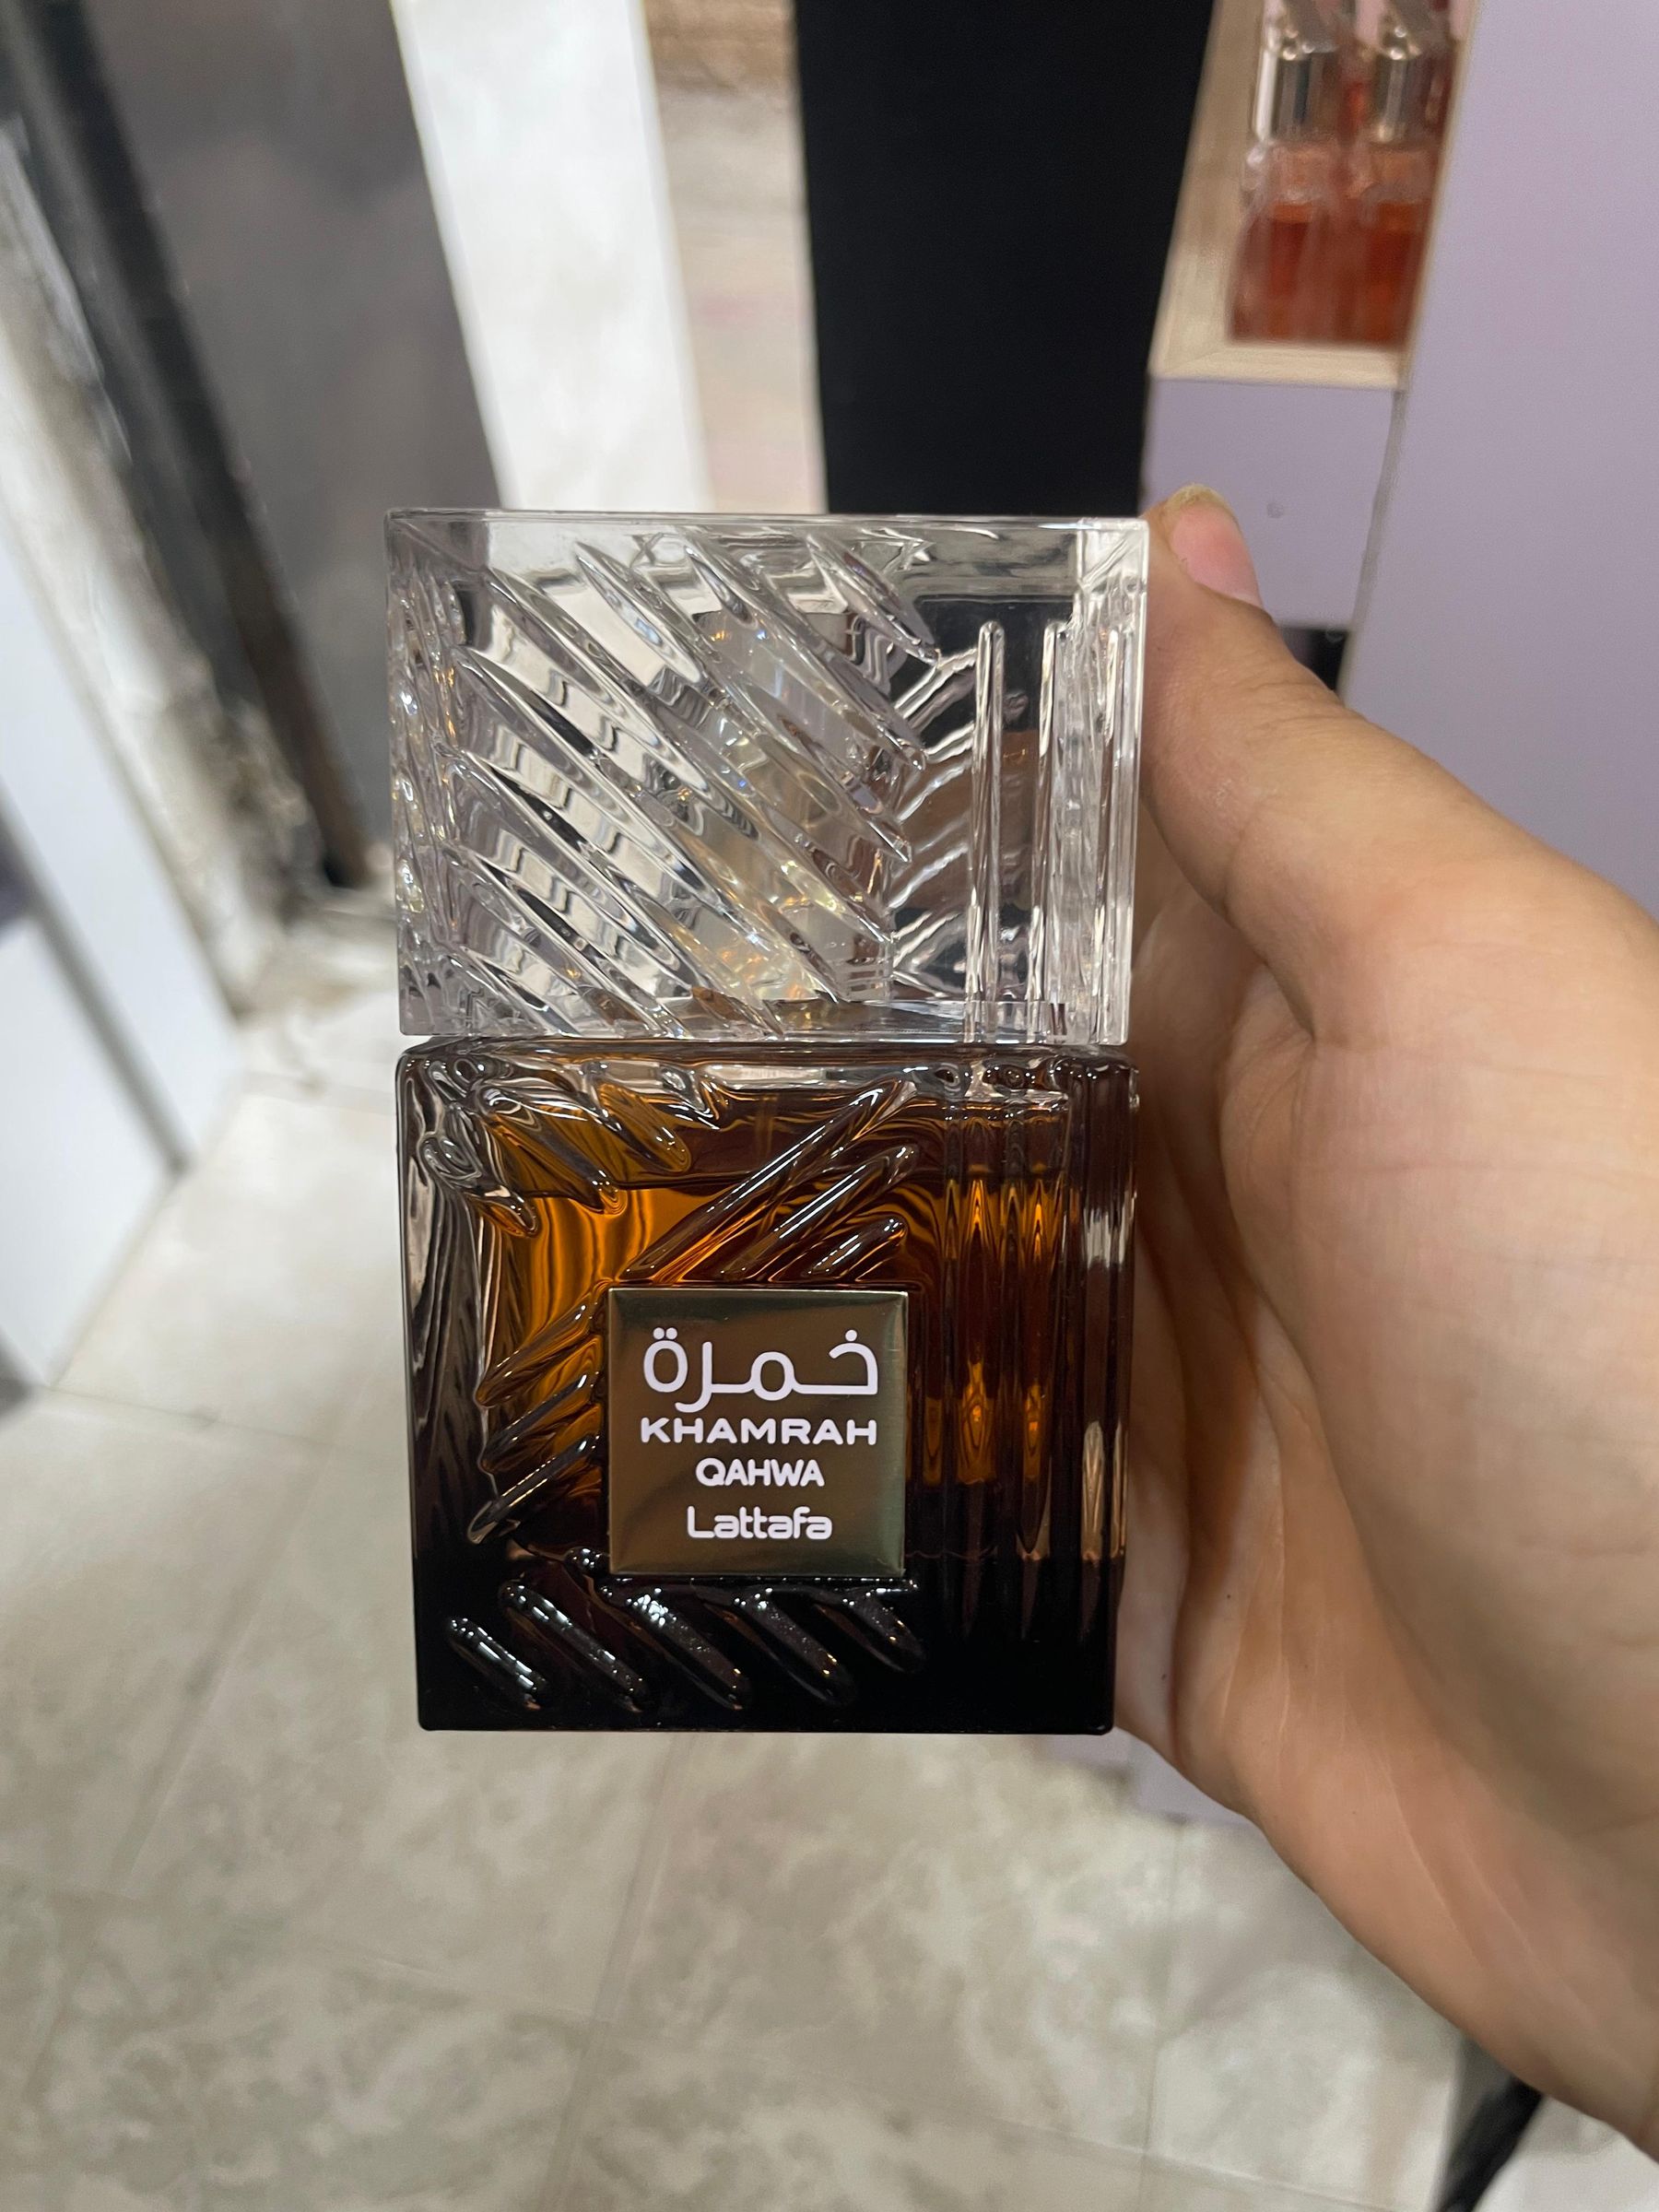 خمرة
KHAMRAH
QAHWA
Lattafa